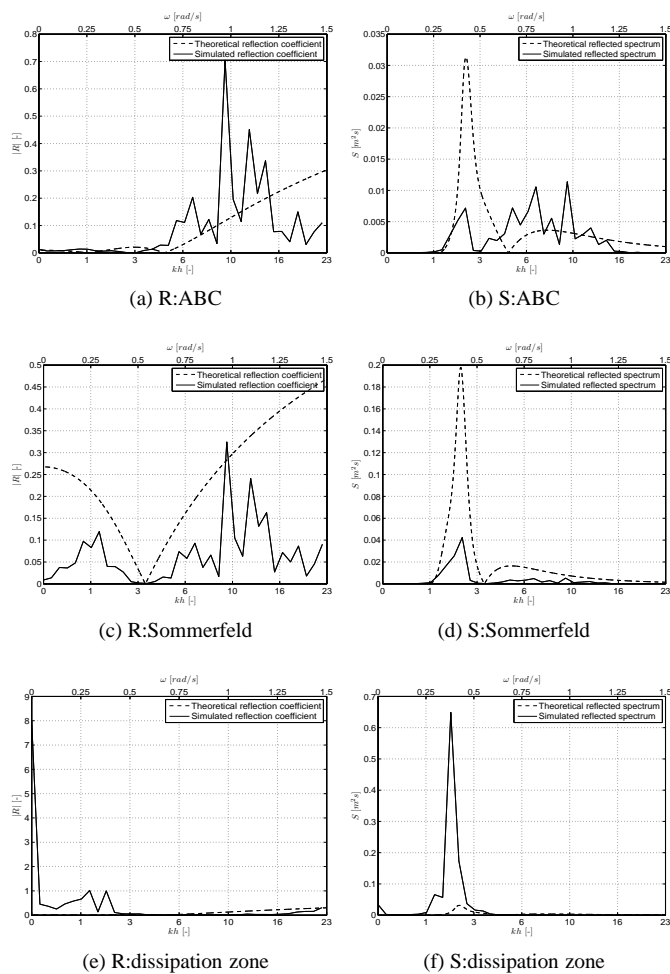 ω [rad/s]
0 0.25 0.5 0.75 1 1.25 1.5
0.8
0.7
0.6
0.5
0.4
0.3
0.2
0.1
0
|R| [-]
Theoretical reflection coefficient
Simulated reflection coefficient
0 1 3 6 10 16 23
kh [-]
(a) R:ABC
ω [rad/s]
0 0.25 0.5 0.75 1 1.25 1.5
0.035
0.03
0.025
0.02
0.015
0.01
0.005
0
S [m²s]
Theoretical reflected spectrum
Simulated reflected spectrum
0 1 3 6 10 16 23
kh [-]
(b) S:ABC
ω [rad/s]
0 0.25 0.5 0.75 1 1.25 1.5
0.5
0.45
0.4
0.35
0.3
0.25
0.2
0.15
0.1
0.05
0
|R| [-]
Theoretical reflection coefficient
Simulated reflection coefficient
0 1 3 6 10 16 23
kh [-]
(c) R:Sommerfeld
ω [rad/s]
0 0.25 0.5 0.75 1 1.25 1.5
0.2
0.18
0.16
0.14
0.12
0.1
0.08
0.06
0.04
0.02
0
S [m²s]
Theoretical reflected spectrum
Simulated reflected spectrum
0 1 3 6 10 16 23
kh [-]
(d) S:Sommerfeld
ω [rad/s]
0 0.25 0.5 0.75 1 1.25 1.5
9
8
7
6
5
4
3
2
1
0
|R| [-]
Theoretical reflection coefficient
Simulated reflection coefficient
0 1 3 6 10 16 23
kh [-]
(e) R:dissipation zone
ω [rad/s]
0 0.25 0.5 0.75 1 1.25 1.5
0.7
0.6
0.5
0.4
0.3
0.2
0.1
0
S [m²s]
Theoretical reflected spectrum
Simulated reflected spectrum
0 1 3 6 10 16 23
kh [-]
(f) S:dissipation zone